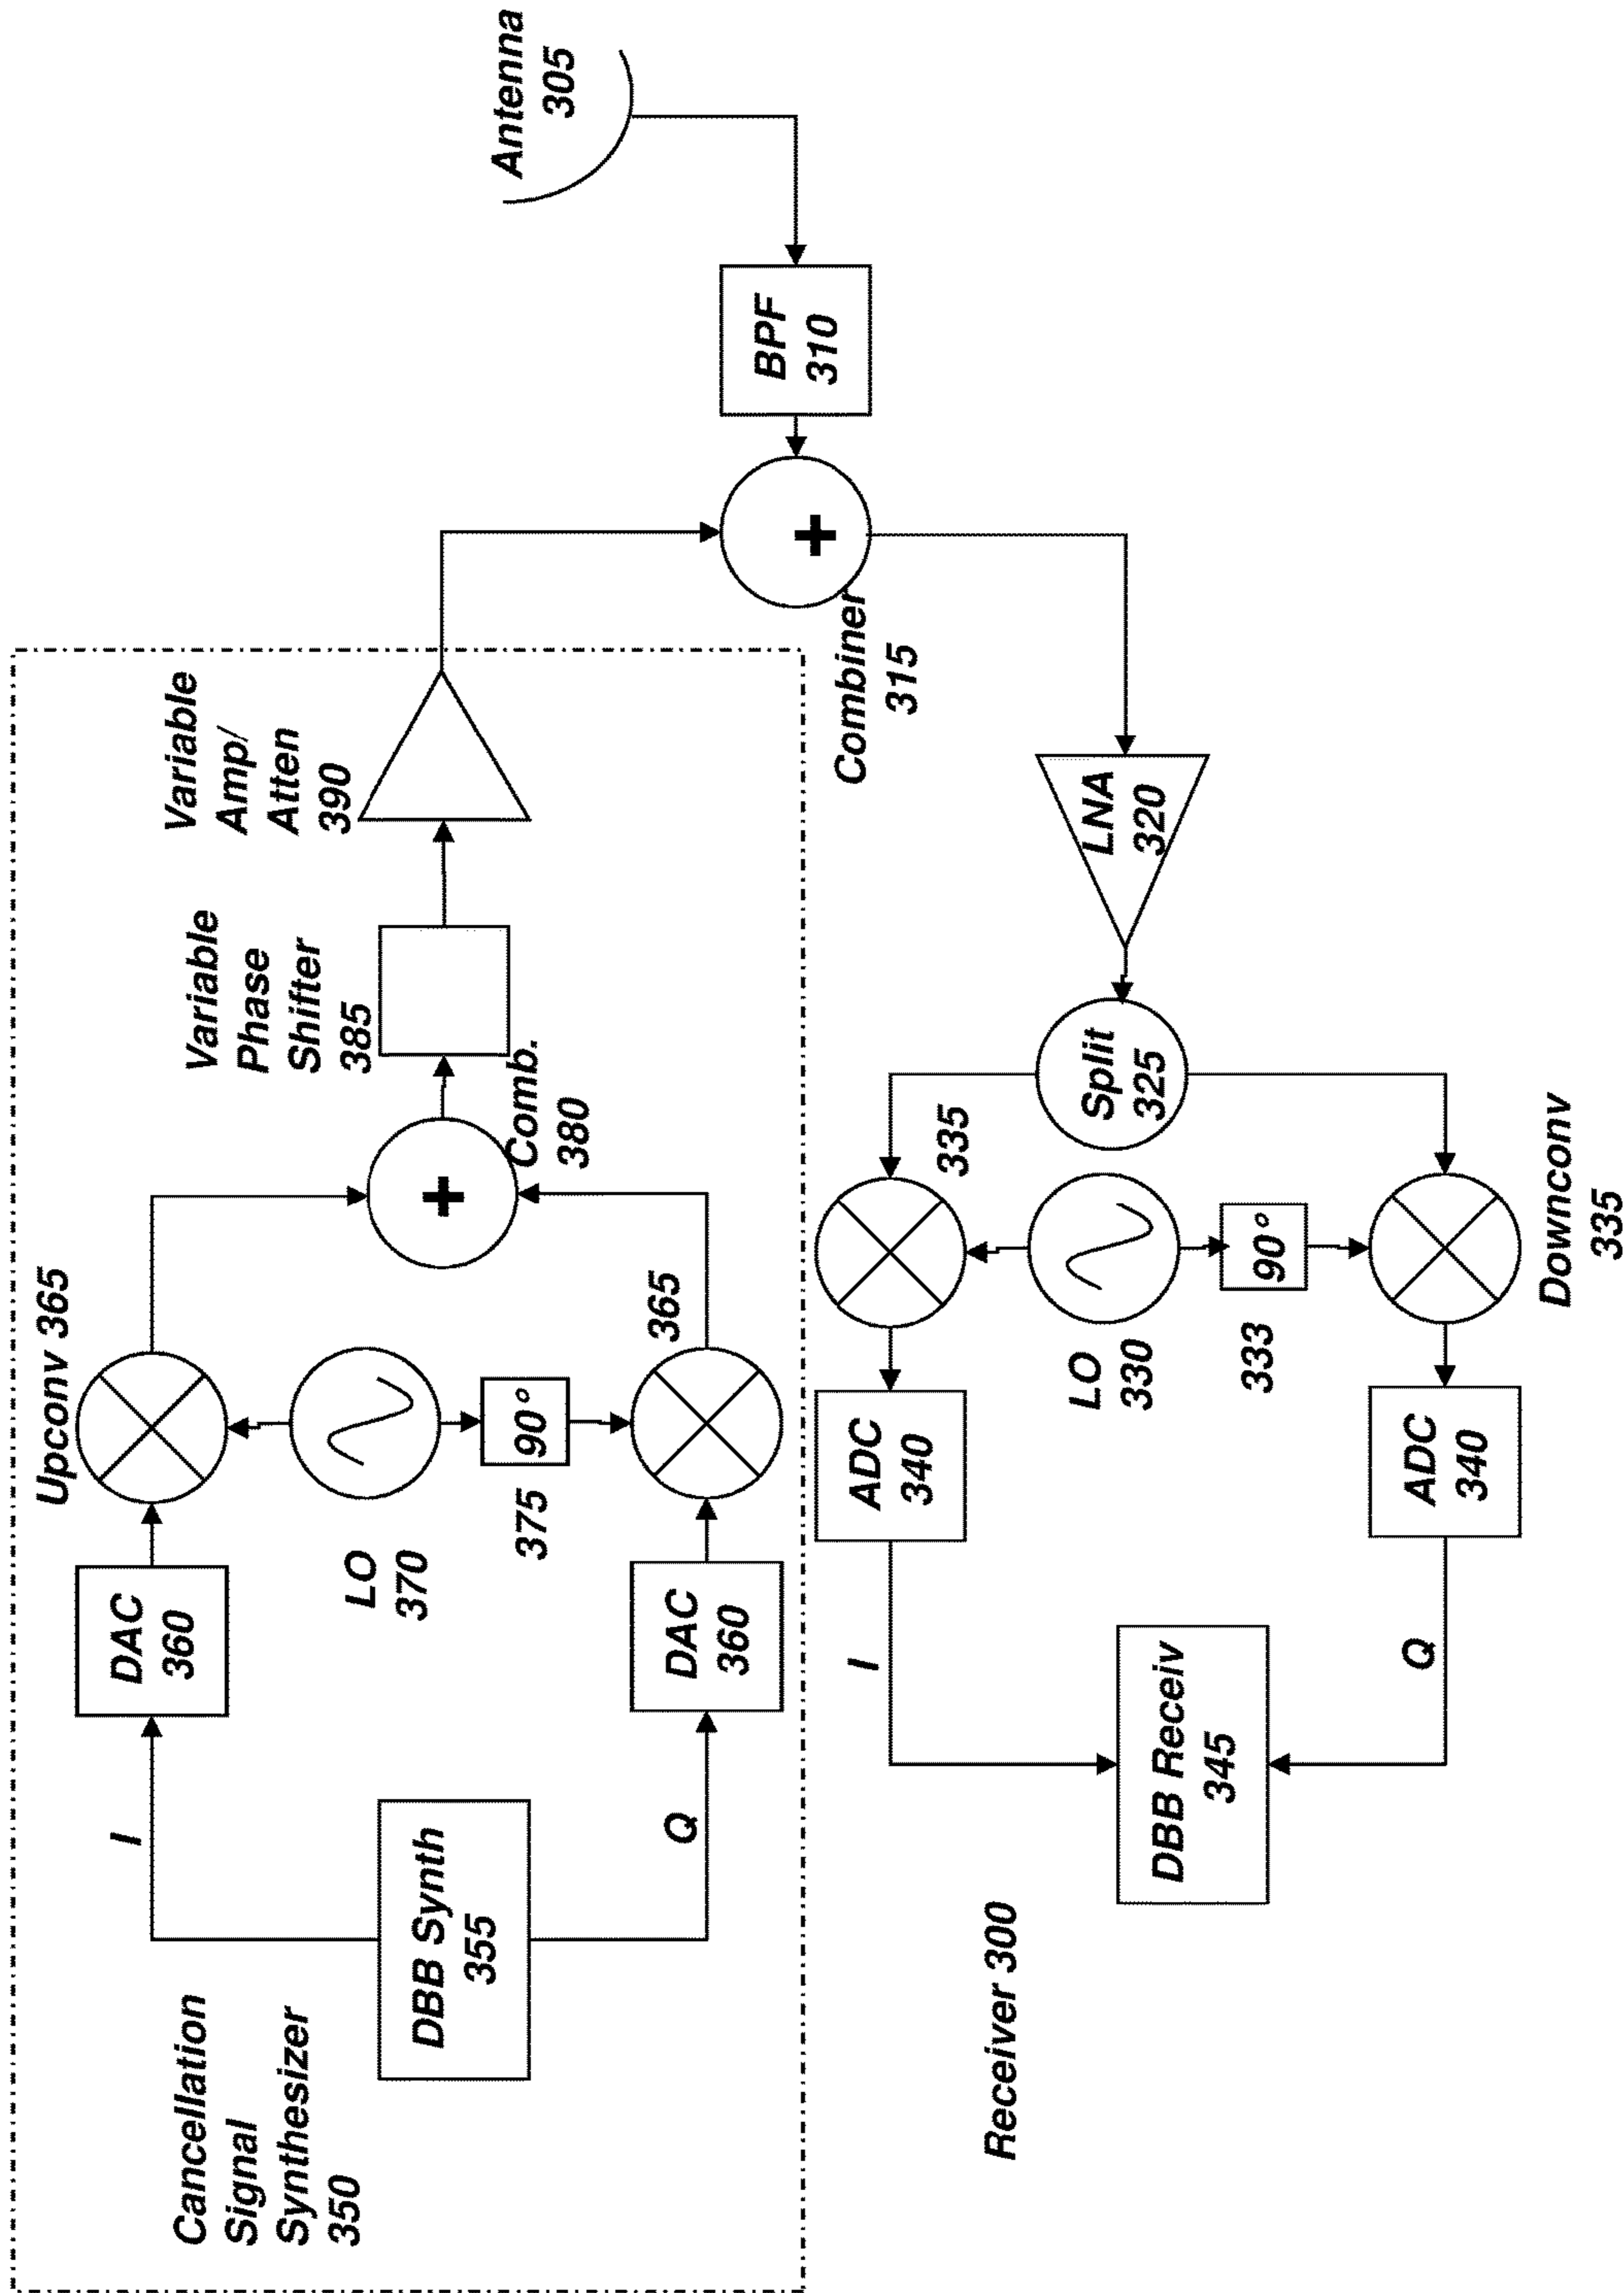 Cancellation
Signal
Synthesizer
350
DBB Synth
355
I
Q
DAC
360
DAC
360
Upconv 365
LO
370
375
90°
365
Comb.
380
+
Variable
Phase
Shifter
385
Variable
Amp/
Atten
390
Antenna
305
BPF
310
+
Combiner
315
LNA
320
Split
325
335
LO
330
90°
333
Downconv
335
ADC
340
ADC
340
I
Q
DBB Receiv
345
Receiver 300